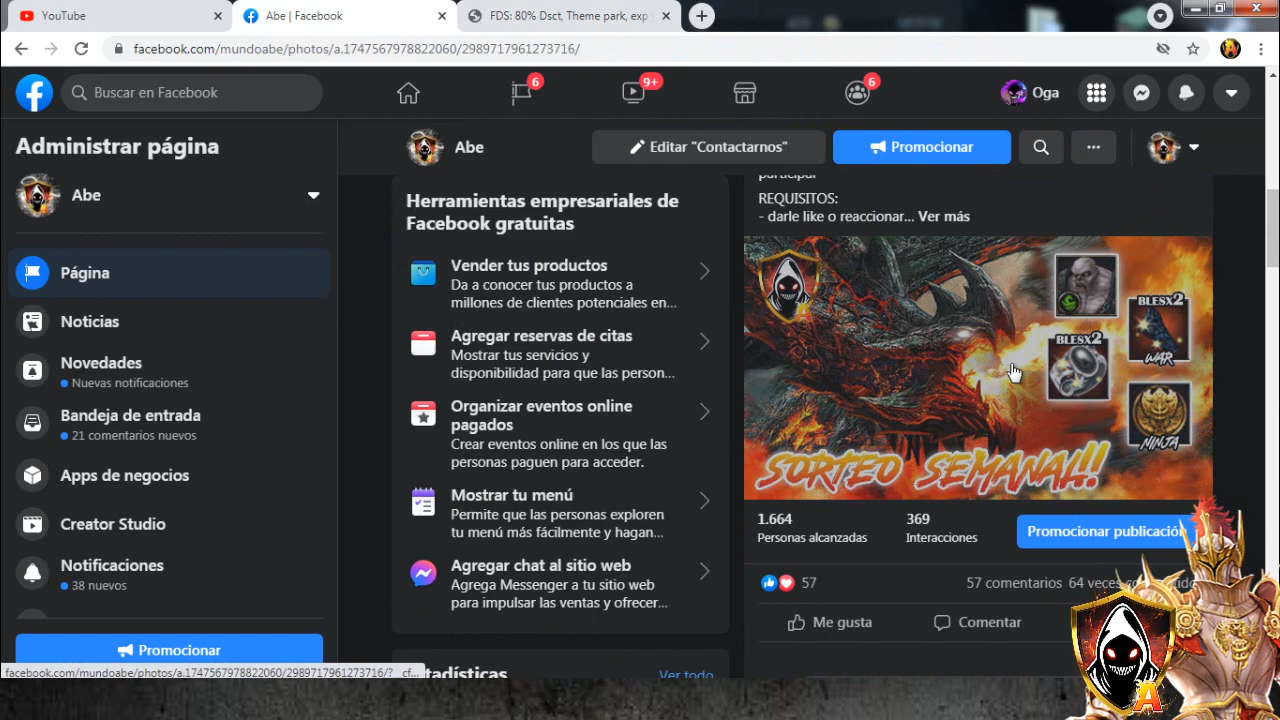 YouTube
Abe | Facebook
FDS: 80% Dsct, Theme park, exp
facebook.com/mundoabe/photos/a.1747567978822060/2989717961273716/
Buscar en Facebook
6
9+
6
Oga
Administrar página
Abe
Editar "Contactarnos"
Promocionar
Abe
Página
Noticias
Novedades
Nuevas notificaciones
Bandeja de entrada
21 comentarios nuevos
Apps de negocios
Creator Studio
Notificaciones
38 nuevos
Promocionar
facebook.com/mundoabe/photos/a.1747567978822060/2989717961273716/?__cf...
Herramientas empresariales de
Facebook gratuitas
Vender tus productos
Da a conocer tus productos a
millones de clientes potenciales en...
Agregar reservas de citas
Mostrar tus servicios y
disponibilidad para que las person...
Organizar eventos online
pagados
Crear eventos online en los que las
personas paguen para acceder.
Mostrar tu menú
Permite que las personas exploren
tu menú más fácilmente y hagan...
Agregar chat al sitio web
Agrega Messenger a tu sitio web
para impulsar las ventas y ofrecer...
tadísticas
Ver todo
participar
REQUISITOS:
- darle like o reaccionar... Ver más
A
BLESX2
WAR
BLESX2
NINJA
SORTEO SEMANAL!!
1.664
Personas alcanzadas
369
Interacciones
Promocionar publicación
57
57 comentarios 64 veces
Me gusta
Comentar
A